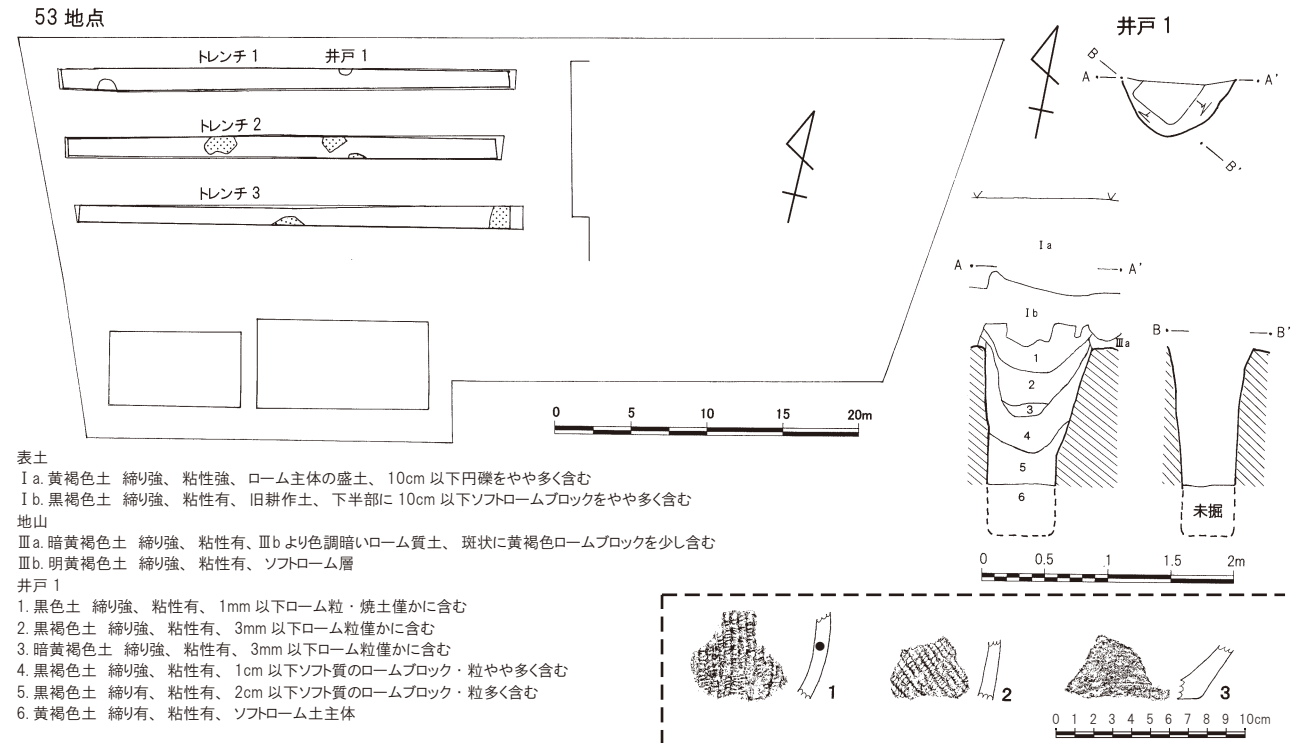 53 地点
トレンチ 1
井戸 1
トレンチ 2
トレンチ 3
0 5 10 15 20m
井戸 1
B
A A'
B'
Ⅰa
A A'
Ⅰb
Ⅲa
1
2
3
4
5
6
B B'
未掘
0 0.5 1 1.5 2m
表土
Ⅰa. 黄褐色土 締り強、 粘性強、 ローム主体の盛土、 10cm 以下円礫をやや多く含む
Ⅰb. 黒褐色土 締り強、 粘性有、 旧耕作土、 下半部に 10cm 以下ソフトロームブロックをやや多く含む
地山
Ⅲa. 暗黄褐色土 締り強、 粘性有、Ⅲb より色調暗いローム質土、 斑状に黄褐色ロームブロックを少し含む
Ⅲb. 明黄褐色土 締り強、 粘性有、 ソフトローム層
井戸 1
1. 黒色土 締り強、 粘性有、 1mm 以下ローム粒・焼土僅かに含む
2. 黒褐色土 締り強、 粘性有、 3mm 以下ローム粒僅かに含む
3. 暗黄褐色土 締り強、 粘性有、 3mm 以下ローム粒僅かに含む
4. 黒褐色土 締り強、 粘性有、 1cm 以下ソフト質のロームブロック・粒やや多く含む
5. 黒褐色土 締り有、 粘性有、 2cm 以下ソフト質のロームブロック・粒多く含む
6. 黄褐色土 締り有、 粘性有、 ソフトローム土主体
1 2 3
0 1 2 3 4 5 6 7 8 9 10cm